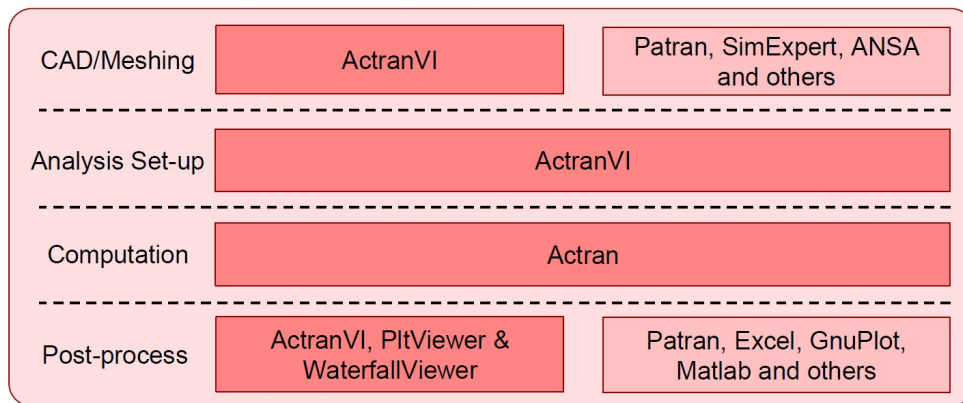 CAD/Meshing
ActranVI
Patran, SimExpert, ANSA
and others
Analysis Set-up
ActranVI
Computation
Actran
Post-process
ActranVI, PltViewer &
WaterfallViewer
Patran, Excel, GnuPlot,
Matlab and others